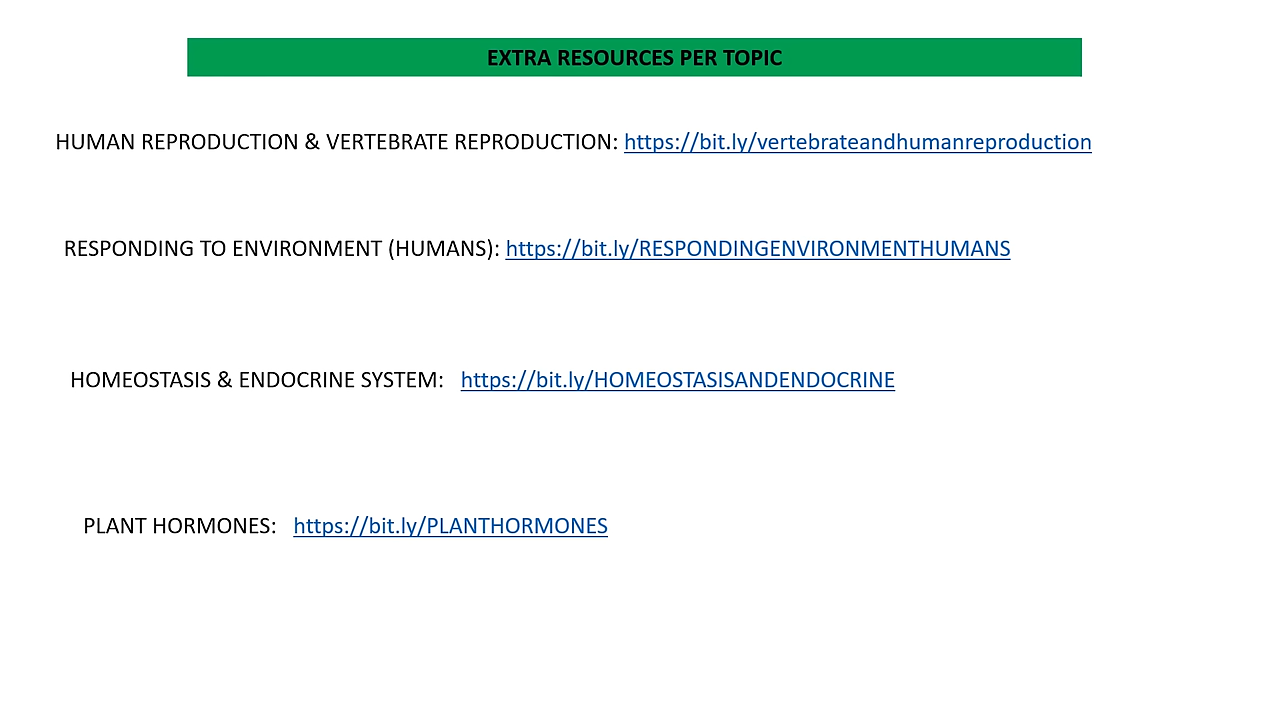 EXTRA RESOURCES PER TOPIC
HUMAN REPRODUCTION & VERTEBRATE REPRODUCTION: https://bit.ly/vertebrateandhumanreproduction
RESPONDING TO ENVIRONMENT (HUMANS): https://bit.ly/RESPONDINGENVIRONMENTHUMANS
HOMEOSTASIS & ENDOCRINE SYSTEM: https://bit.ly/HOMEOSTASISANDENDOCRINE
PLANT HORMONES: https://bit.ly/PLANTHORMONES